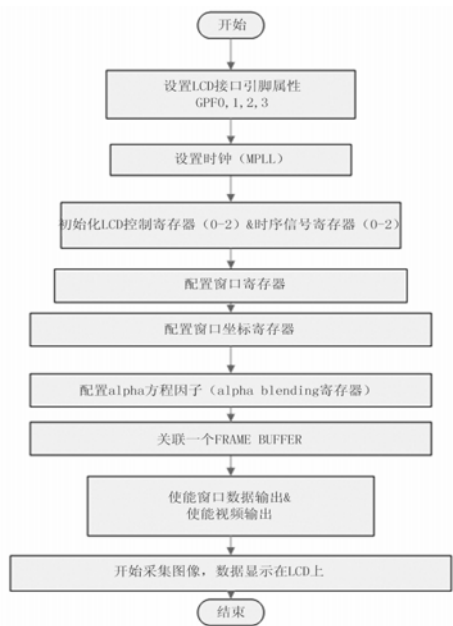 开始
设置LCD接口引脚属性
GPF0,1,2,3
设置时钟（MPLL）
初始化LCD控制寄存器（0-2）&时序信号寄存器（0-2）
配置窗口寄存器
配置窗口坐标寄存器
配置alpha方程因子（alpha blending寄存器）
关联一个FRAME BUFFER
使能窗口数据输出&
使能视频输出
开始采集图像，数据显示在LCD上
结束